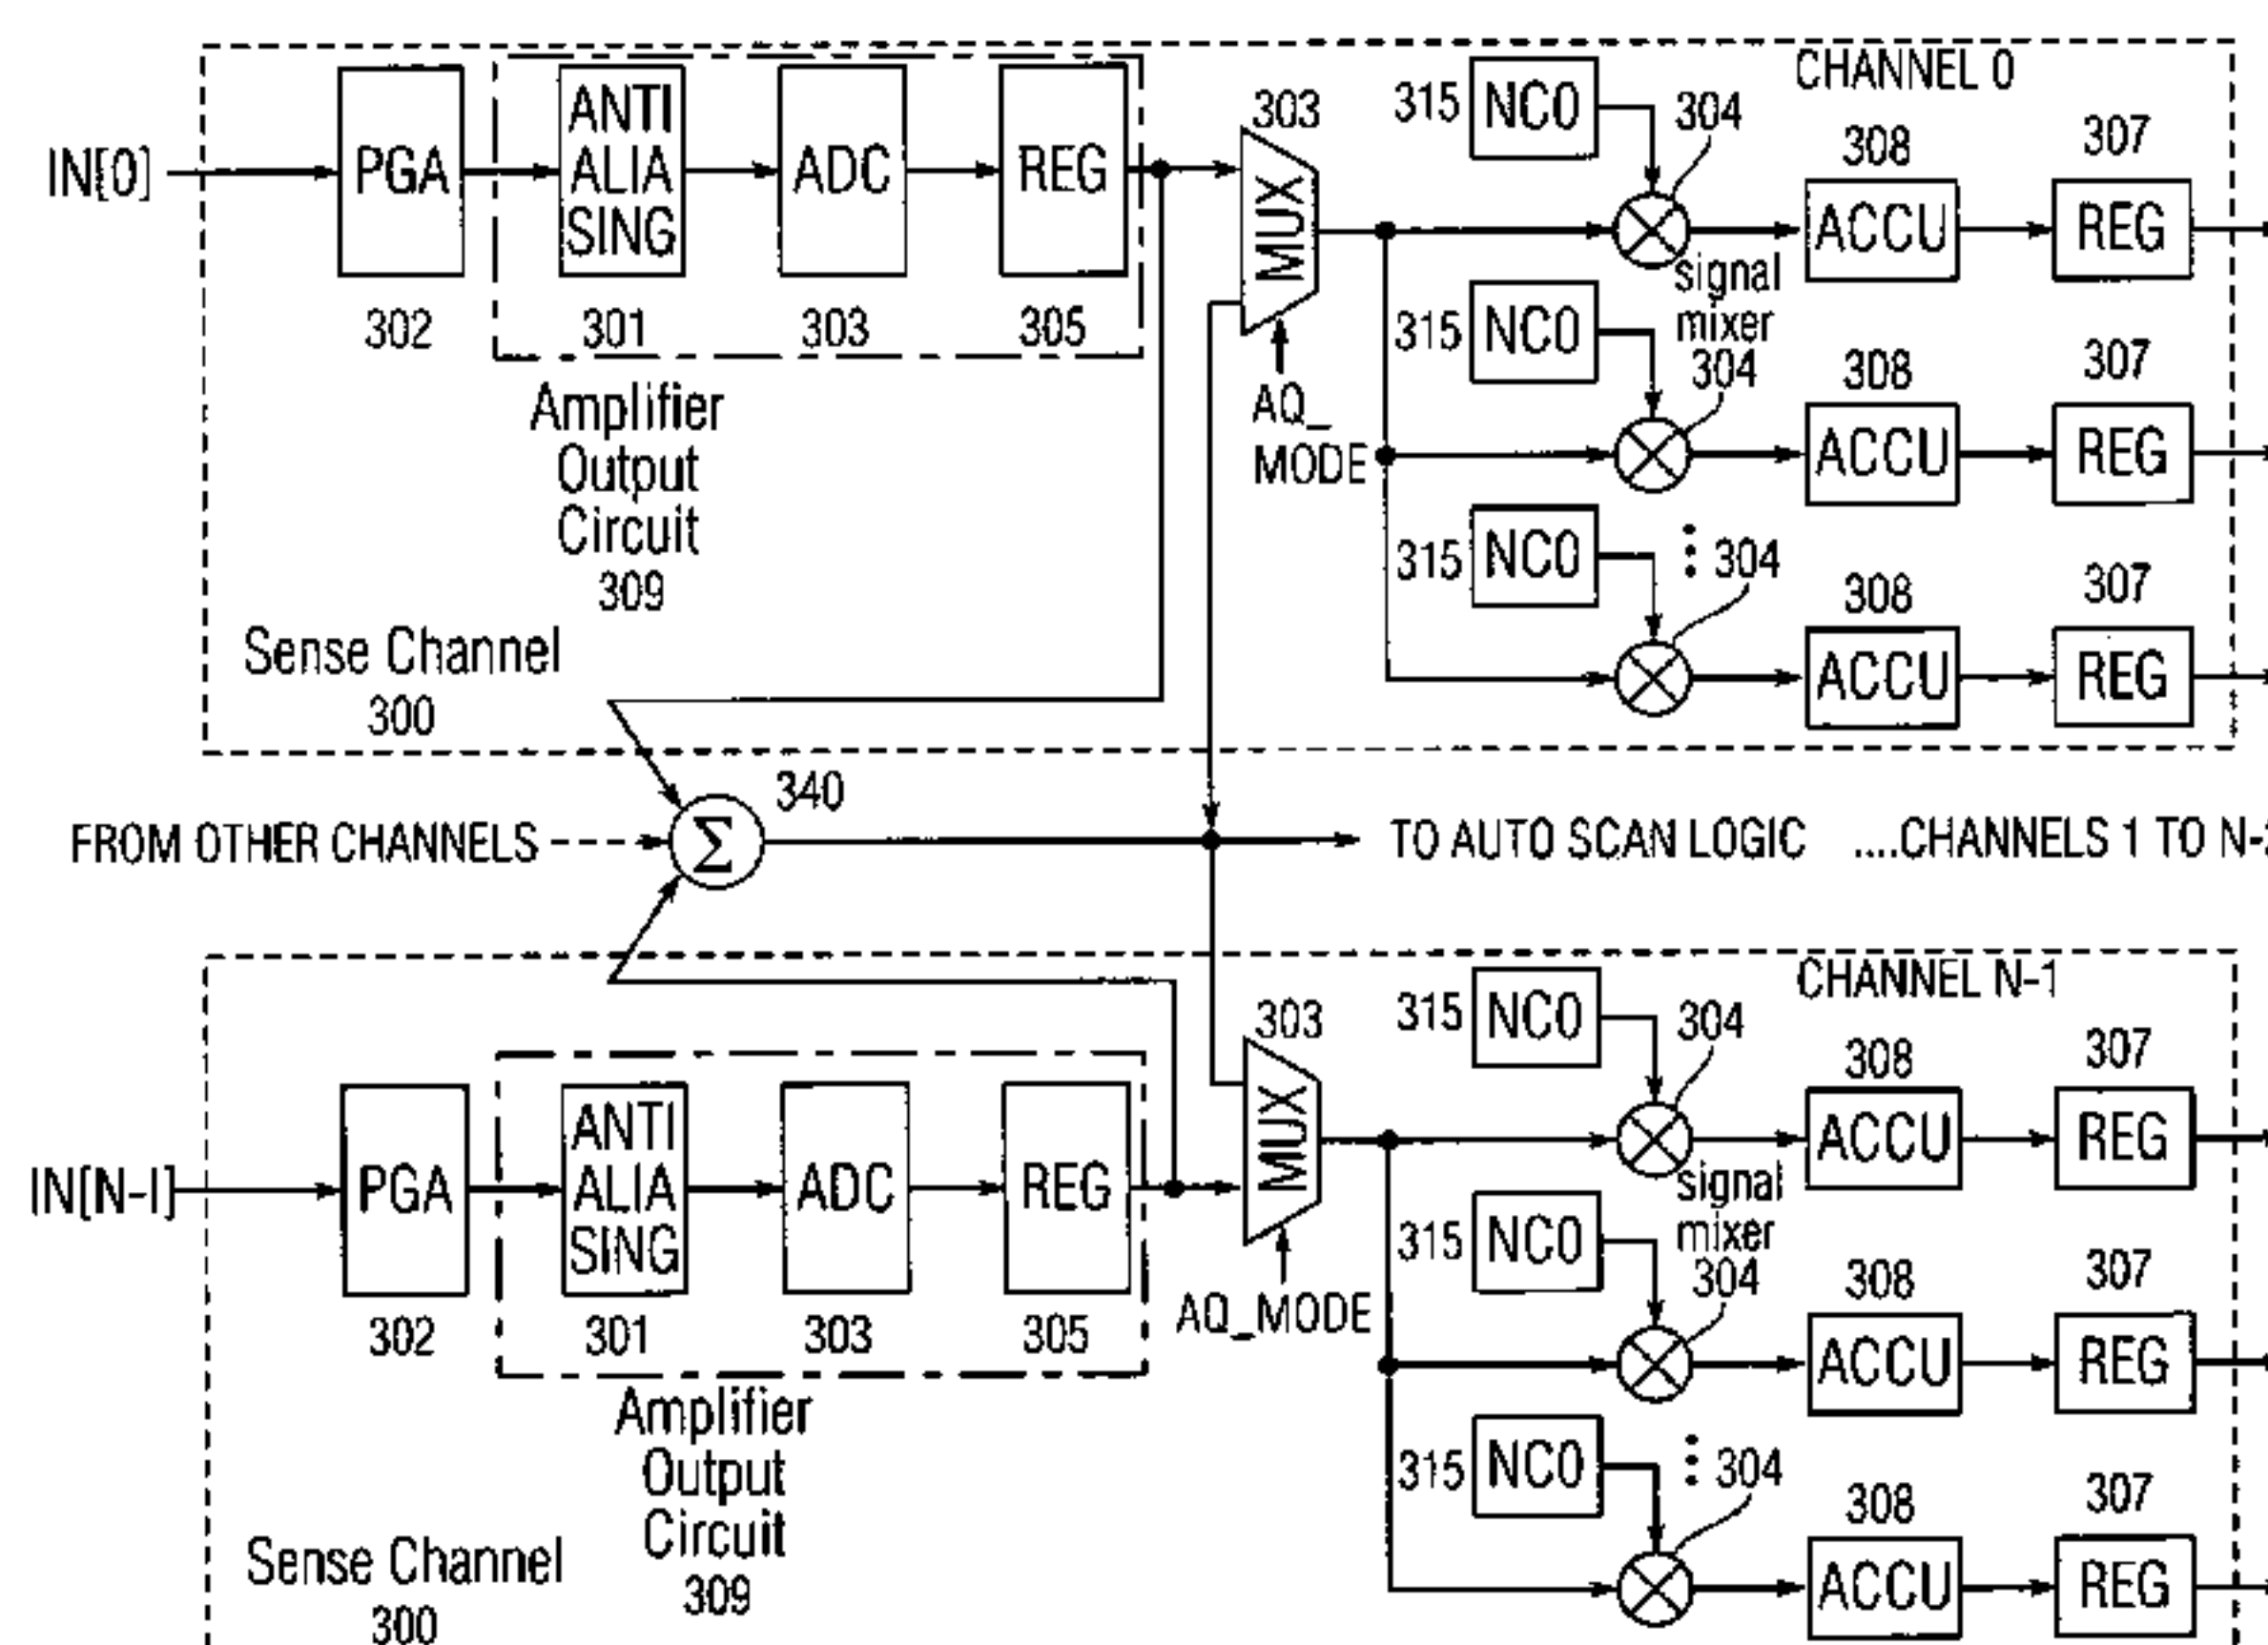 CHANNEL 0
IN[0]
PGA
302
ANTI
ALIA
SING
301
ADC
303
REG
305
Amplifier
Output
Circuit
309
Sense Channel
300
303
MUX
AQ_
MODE
315
NCO
304
signal
mixer
308
ACCU
307
REG
315
NCO
304
308
ACCU
307
REG
315
NCO
304
308
ACCU
307
REG
340
FROM OTHER CHANNELS
Σ
TO AUTO SCAN LOGIC ....CHANNELS 1 TO N-
CHANNEL N-1
IN[N-1]
PGA
302
ANTI
ALIA
SING
301
ADC
303
REG
305
Amplifier
Output
Circuit
309
Sense Channel
300
303
MUX
AQ_MODE
315
NCO
304
signal
mixer
308
ACCU
307
REG
315
NCO
304
308
ACCU
307
REG
315
NCO
304
308
ACCU
307
REG